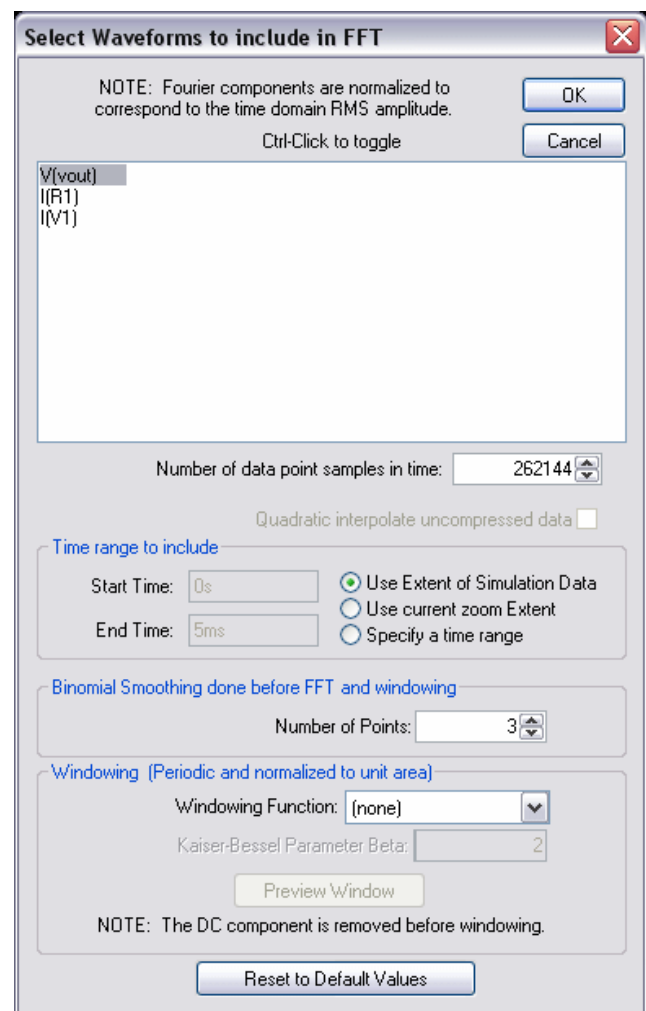 Select Waveforms to include in FFT
NOTE: Fourier components are normalized to
correspond to the time domain RMS amplitude.
OK
Ctrl-Click to toggle
Cancel
V(vout)
I(R1)
I(V1)
Number of data point samples in time: 262144
Quadratic interpolate uncompressed data
Time range to include
Start Time: 0s
Use Extent of Simulation Data
Use current zoom Extent
End Time: 5ms
Specify a time range
Binomial Smoothing done before FFT and windowing
Number of Points: 3
Windowing (Periodic and normalized to unit area)
Windowing Function: (none)
Kaiser-Bessel Parameter Beta: 2
Preview Window
NOTE: The DC component is removed before windowing.
Reset to Default Values